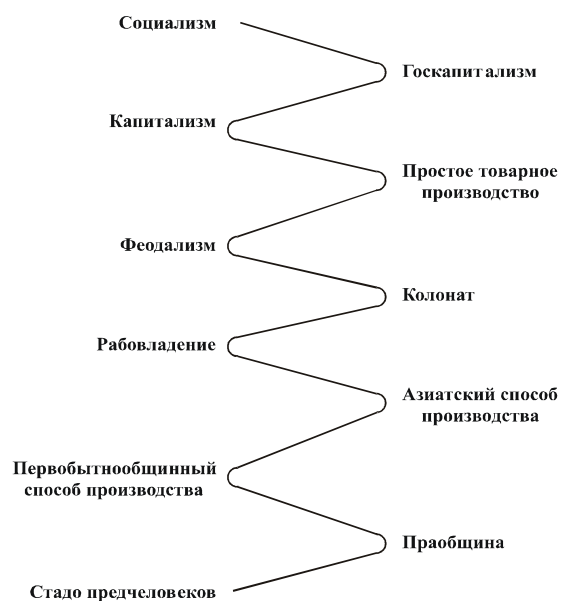 Социализм
Госкапитализм
Капитализм
Простое товарное
производство
Феодализм
Колонат
Рабовладение
Азиатский способ
производства
Первобытнообщинный
способ производства
Праобщина
Стадо предчеловеков